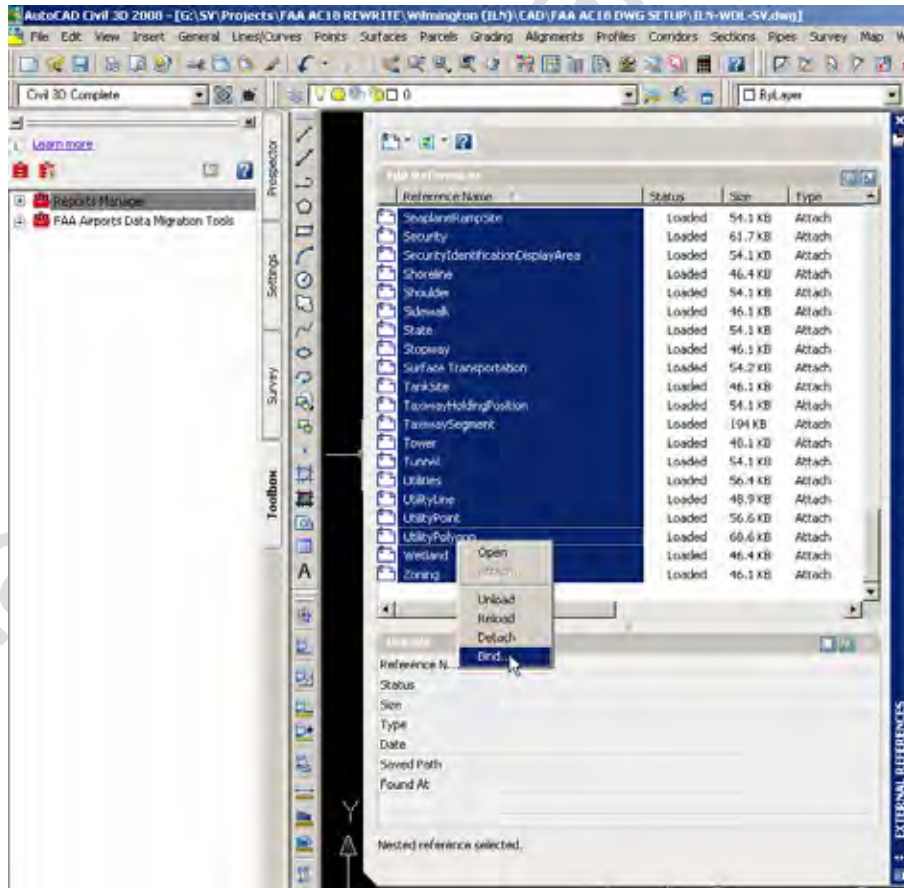 AutoCAD Civil 3D 2008 - [G:\SV\Projects\FAA AC18 REWRITE\Wilmington (ILN)\CAD\FAA AC18 DWG SETUP\ILN-WDL-SV.dwg]
File Edit View Insert General Lines/Curves Points Surfaces Parcels Grading Alignments Profiles Corridors Sections Pipes Survey Map
Civil 3D Complete
0
ByLayer
Learn more
Reports Manager
FAA Airports Data Migration Tools
Prospector
Settings
Survey
Toolbox
A
File References
Reference Name Status Size Type
SeaplaneRampSite Loaded 54.1 KB Attach
Security Loaded 61.7 KB Attach
SecurityIdentificationDisplayArea Loaded 54.1 KB Attach
Shoreline Loaded 46.4 KB Attach
Shoulder Loaded 54.1 KB Attach
Sidewalk Loaded 46.1 KB Attach
State Loaded 54.1 KB Attach
Stopway Loaded 46.1 KB Attach
Surface Transportation Loaded 54.2 KB Attach
TankSite Loaded 46.1 KB Attach
TaxiwayHoldingPosition Loaded 54.1 KB Attach
TaxiwaySegment Loaded 194 KB Attach
Tower Loaded 48.1 KB Attach
Tunnel Loaded 54.1 KB Attach
Utilities Loaded 56.4 KB Attach
UtilityLine Loaded 48.9 KB Attach
UtilityPoint Loaded 56.6 KB Attach
UtilityPolygon Loaded 60.6 KB Attach
Wetland Loaded 46.4 KB Attach
Zoning Loaded 46.1 KB Attach
Open
Attach...
Unload
Reload
Detach
Bind...
Details
Reference N...
Status
Size
Type
Date
Saved Path
Found At
Nested reference selected.
Y
EXTERNAL REFERENCES